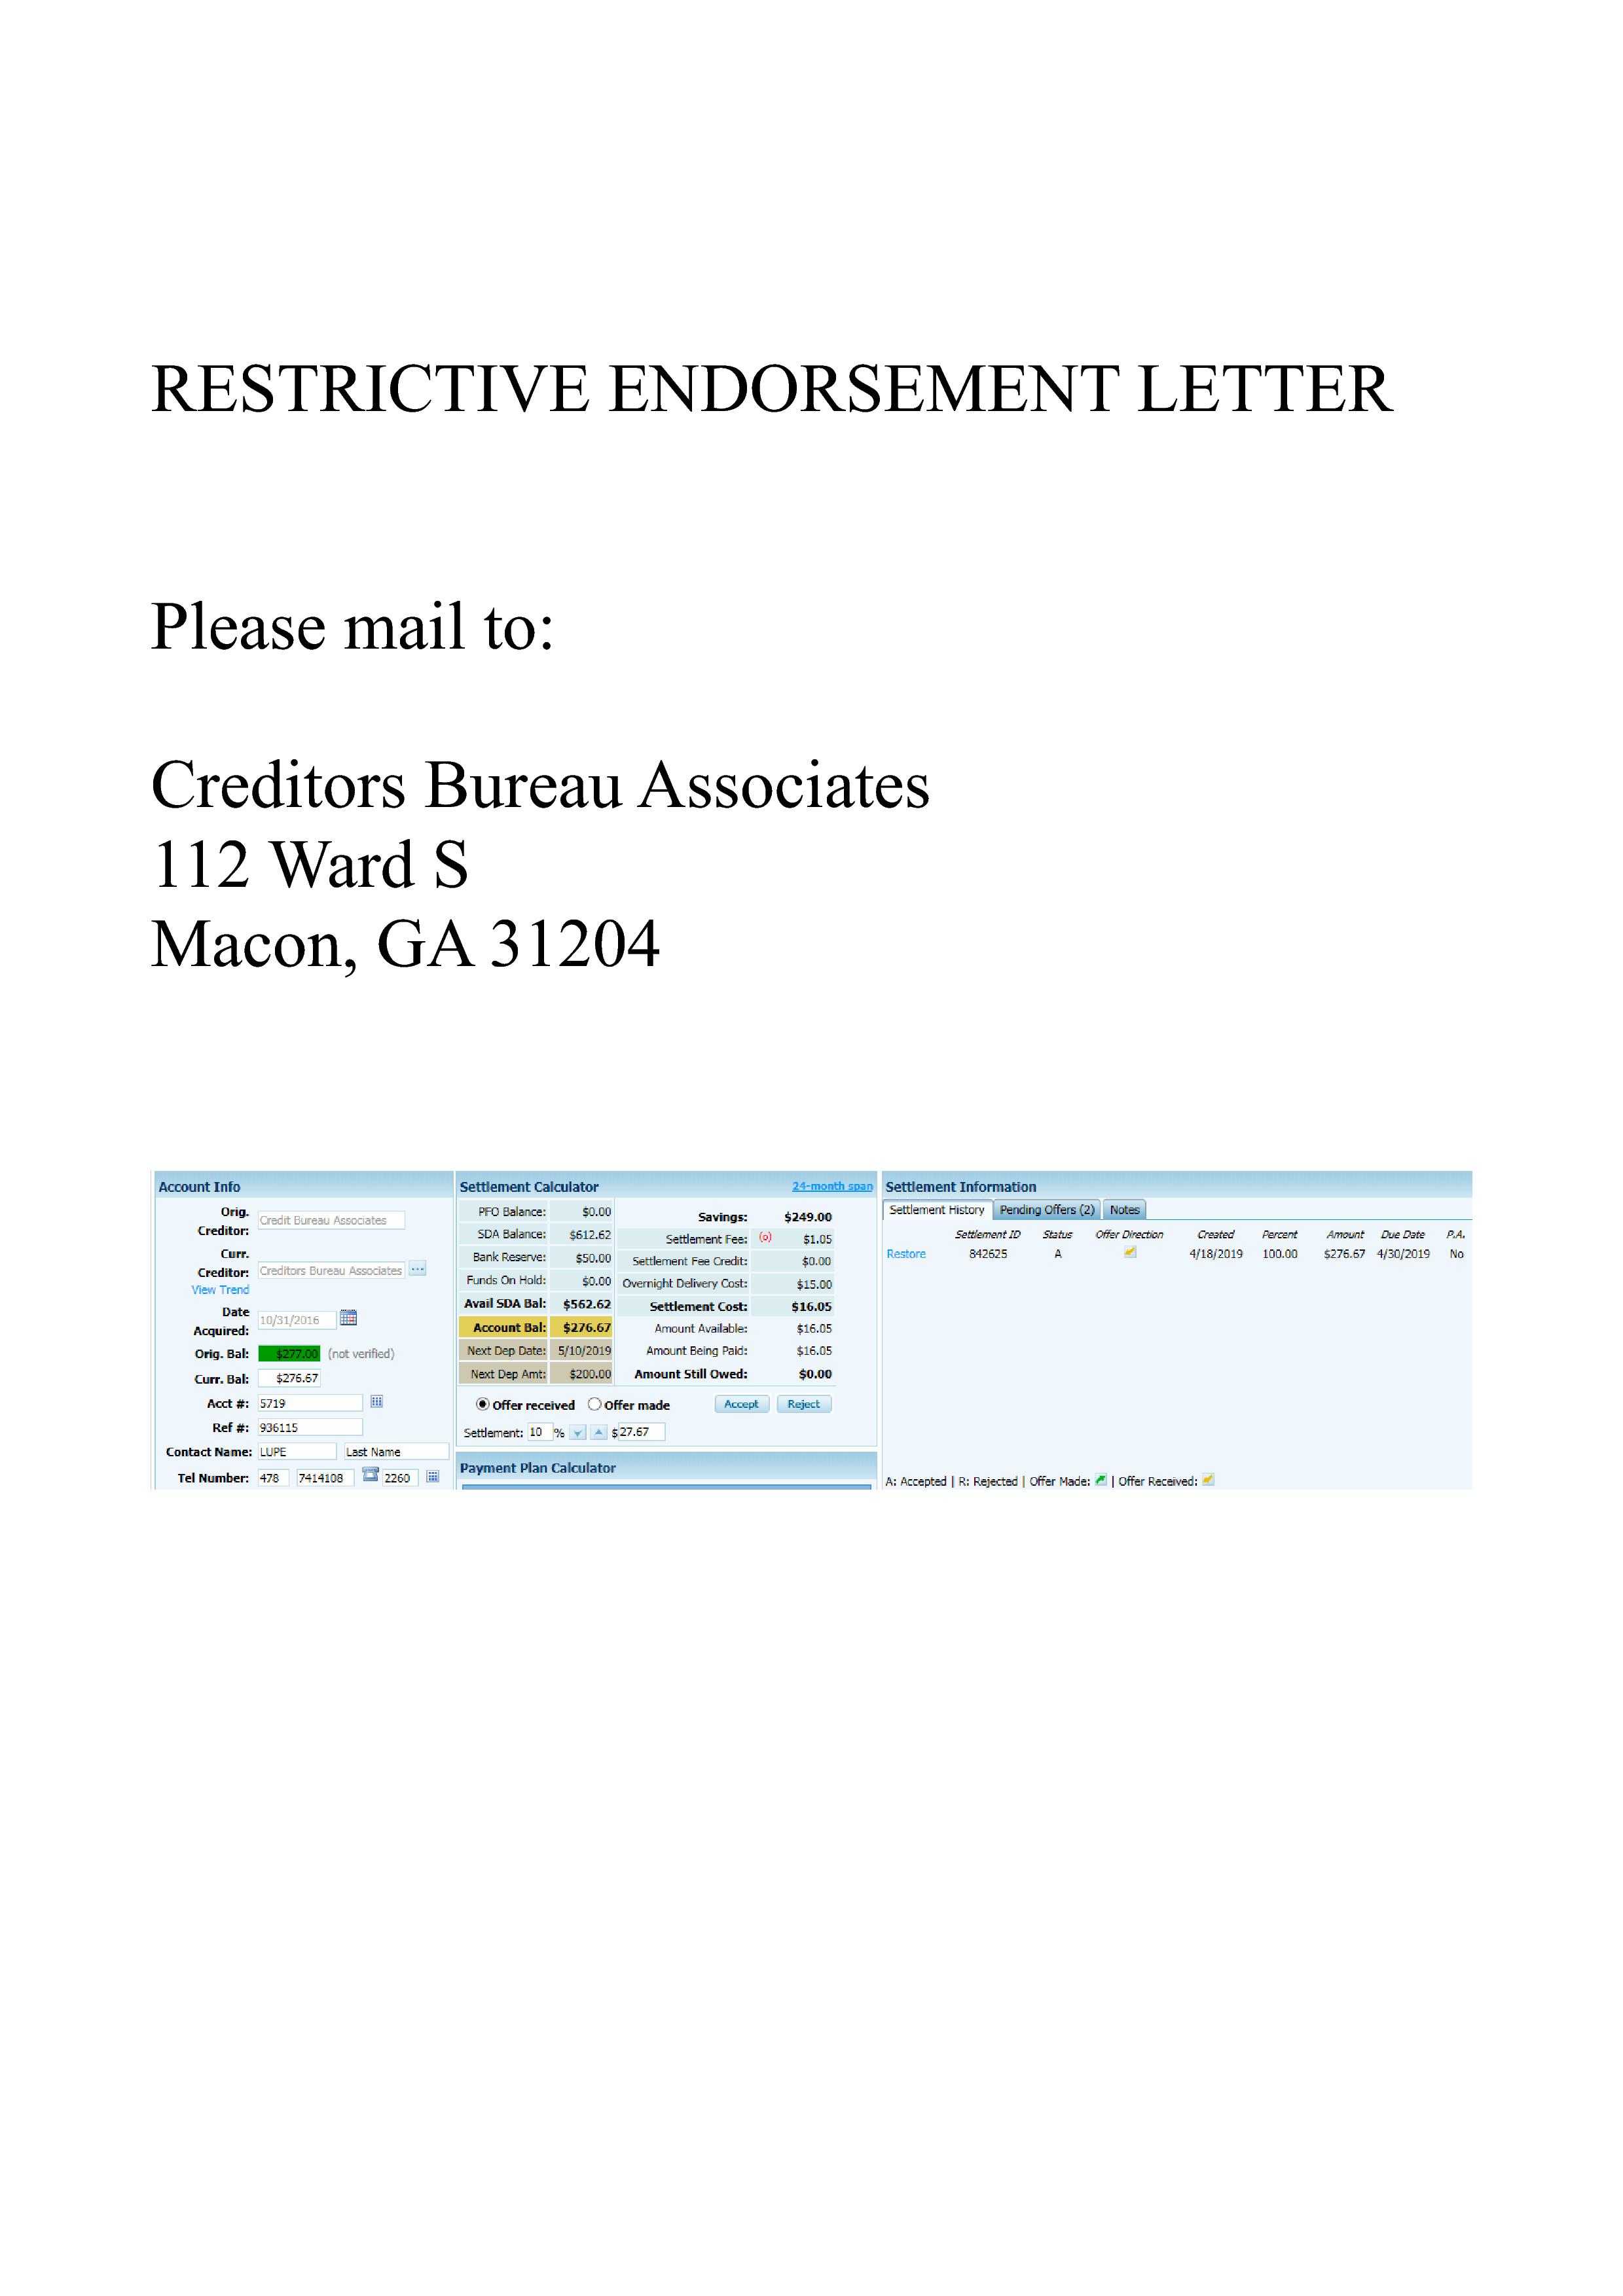 RESTRICTIVE ENDORSEMENT LETTER
Please mail to:
Creditors Bureau Associates
112 Ward S
Macon, GA 31204
Account Info
Orig. Creditor: Credit Bureau Associates
Curr. Creditor: Creditors Bureau Associates ...
View Trend
Date Acquired: 10/31/2016
Orig. Bal: $277.00 (not verified)
Curr. Bal: $276.67
Acct #: 5719
Ref #: 936115
Contact Name: LUPE Last Name
Tel Number: 478 7414108 2260
Settlement Calculator 24-month span
PFO Balance: $0.00
SDA Balance: $612.62
Bank Reserve: $50.00
Funds On Hold: $0.00
Avail SDA Bal: $562.62
Account Bal: $276.67
Next Dep Date: 5/10/2019
Next Dep Amt: $200.00
Savings: $249.00
Settlement Fee: (o) $1.05
Settlement Fee Credit: $0.00
Overnight Delivery Cost: $15.00
Settlement Cost: $16.05
Amount Available: $16.05
Amount Being Paid: $16.05
Amount Still Owed: $0.00
Offer received Offer made Accept Reject
Settlement: 10 % $ 27.67
Payment Plan Calculator
Settlement Information
Settlement History Pending Offers (2) Notes
Settlement ID Status Offer Direction Created Percent Amount Due Date P.A.
Restore 842625 A 4/18/2019 100.00 $276.67 4/30/2019 No
A: Accepted | R: Rejected | Offer Made: | Offer Received: